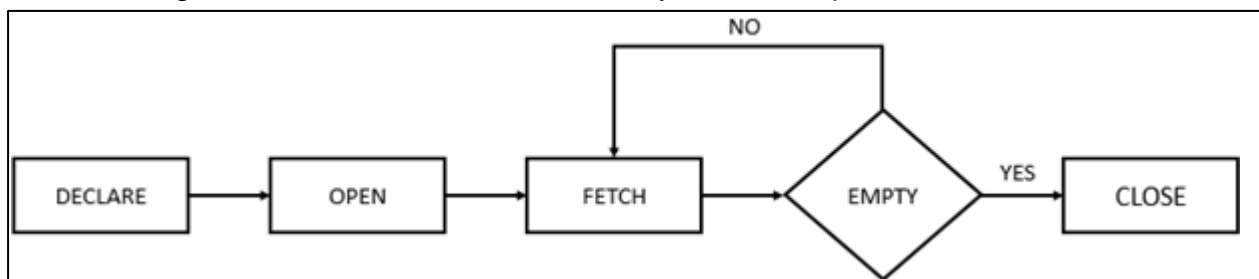 NO
DECLARE
OPEN
FETCH
EMPTY
YES
CLOSE